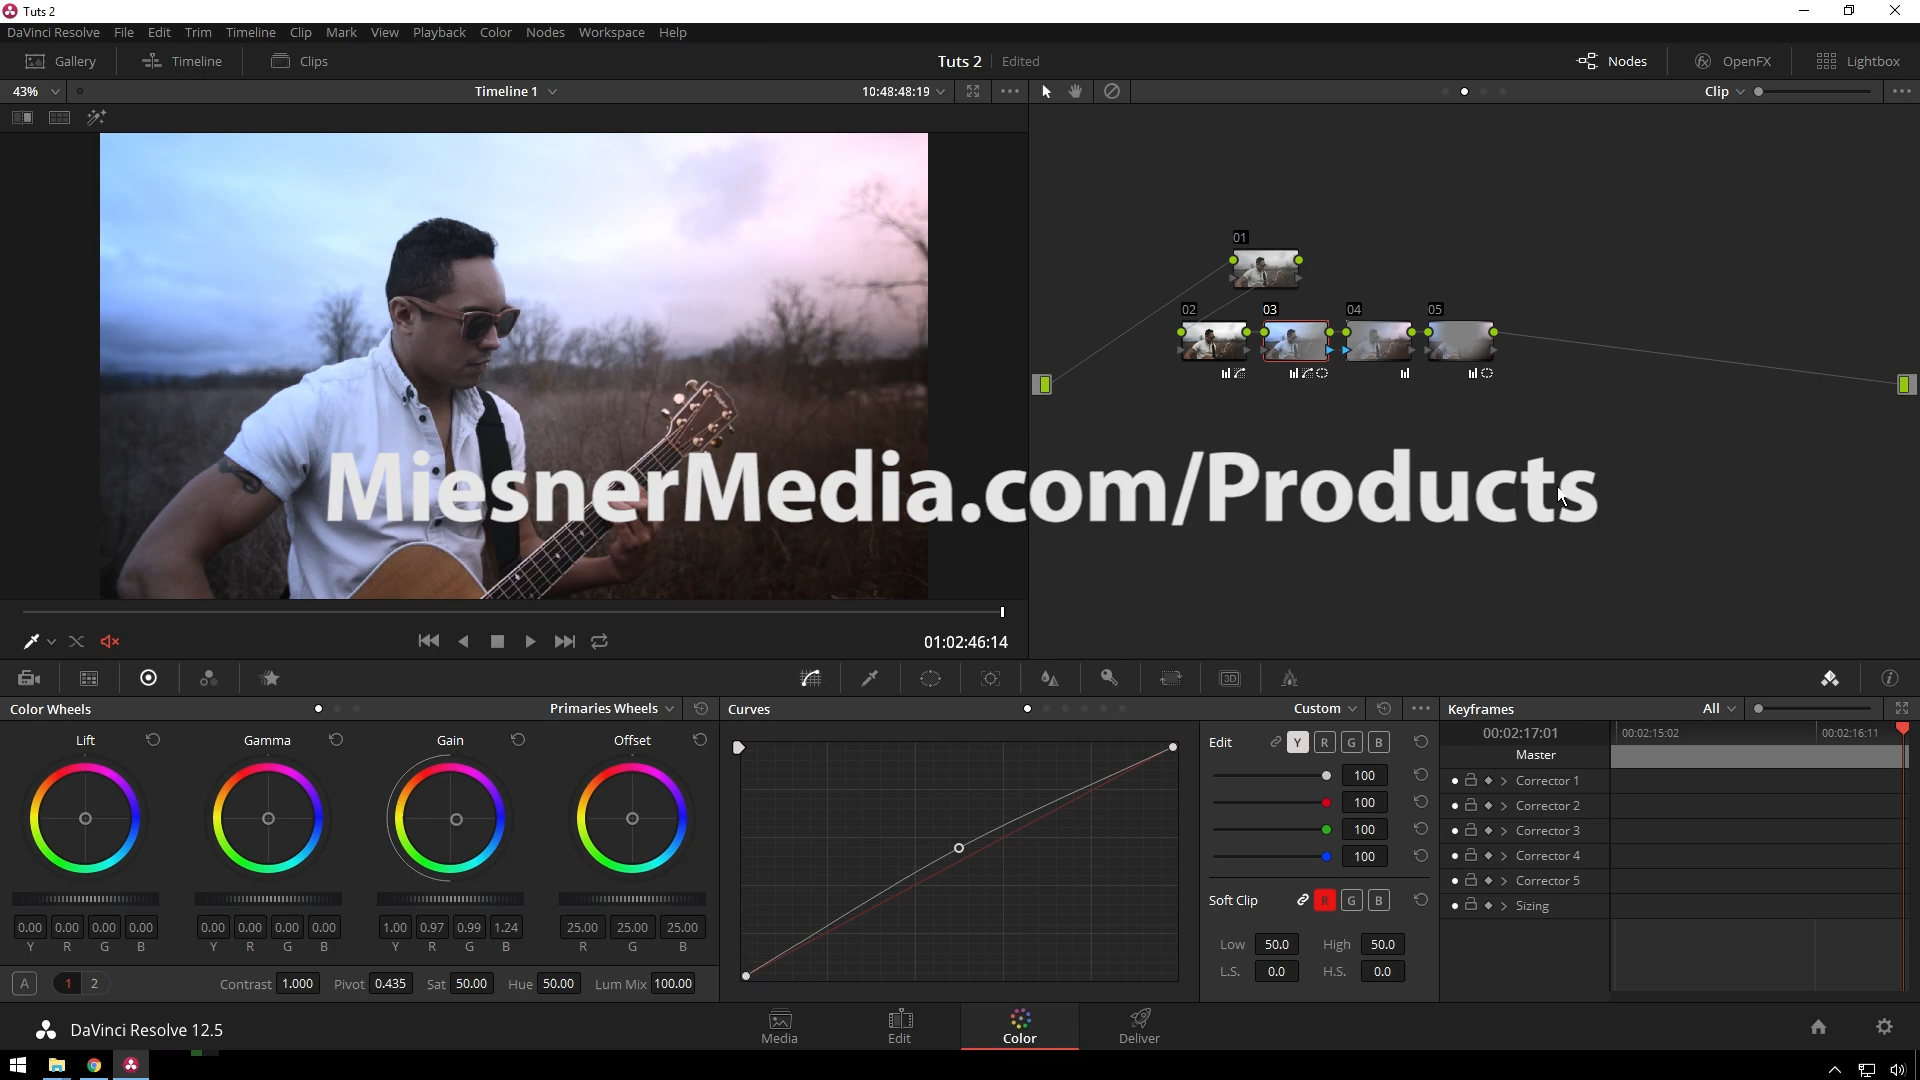 Tuts 2
DaVinci Resolve File Edit Trim Timeline Clip Mark View Playback Color Nodes Workspace Help
Gallery Timeline Clips Tuts 2 Edited Nodes OpenFX Lightbox
43% Timeline 1 10:48:48:19 Clip
01
02 03 04 05
MiesnerMedia.com/Products
01:02:46:14
3D
Color Wheels Primaries Wheels Curves Custom Keyframes All
Lift Gamma Gain Offset Edit Y R G B 00:02:17:01 00:02:15:02 00:02:16:11
Master
100 Corrector 1
100 Corrector 2
100 Corrector 3
100 Corrector 4
Corrector 5
Soft Clip R G B Sizing
0.00 0.00 0.00 0.00 0.00 0.00 0.00 0.00 1.00 0.97 0.99 1.24 25.00 25.00 25.00
Y R G B Y R G B Y R G B R G B
Low 50.0 High 50.0
L.S. 0.0 H.S. 0.0
A 1 2 Contrast 1.000 Pivot 0.435 Sat 50.00 Hue 50.00 Lum Mix 100.00
DaVinci Resolve 12.5 Media Edit Color Deliver